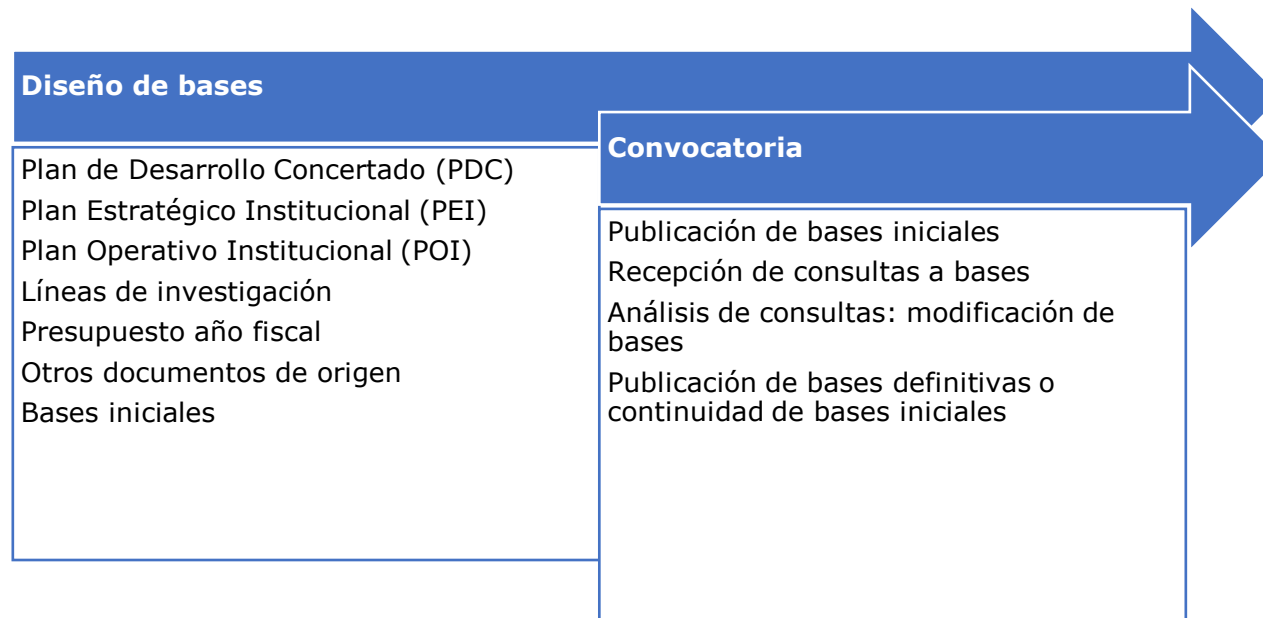 Diseño de bases
Plan de Desarrollo Concertado (PDC)
Plan Estratégico Institucional (PEI)
Plan Operativo Institucional (POI)
Líneas de investigación
Presupuesto año fiscal
Otros documentos de origen
Bases iniciales
Convocatoria
Publicación de bases iniciales
Recepción de consultas a bases
Análisis de consultas: modificación de
bases
Publicación de bases definitivas o
continuidad de bases iniciales